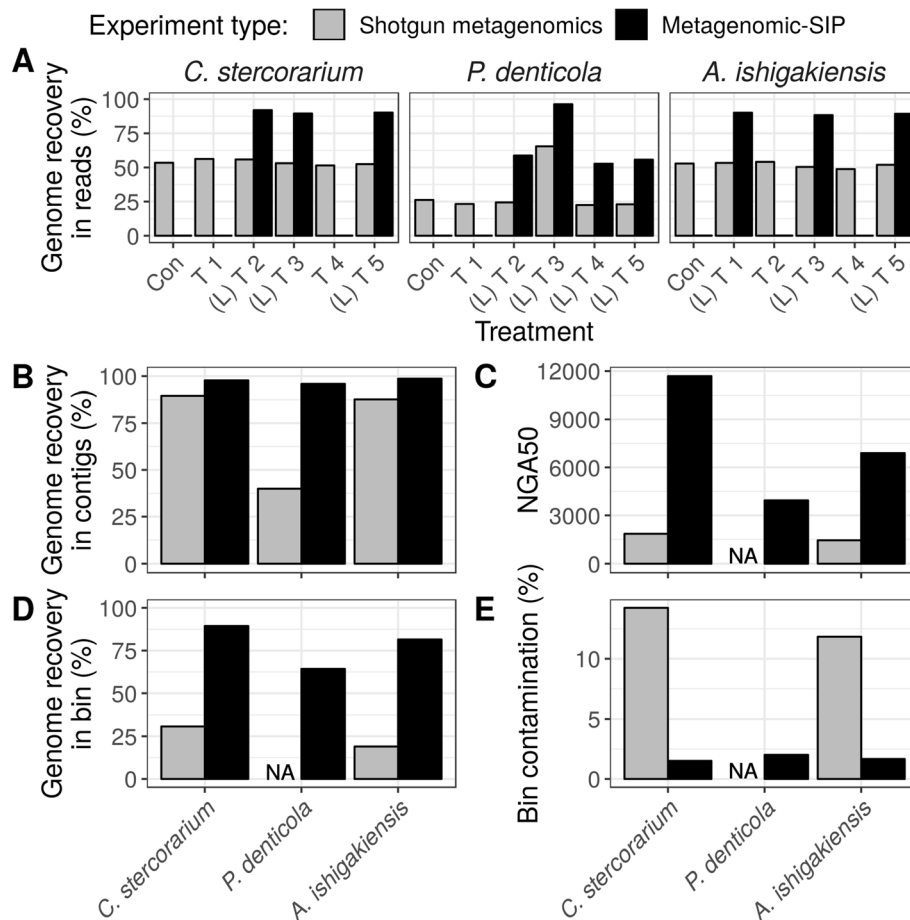 Experiment type: Shotgun metagenomics Metagenomic-SIP
A
C. stercorarium P. denticola A. ishigakiensis
Genome recovery
in reads (%)
100
75
50
25
0
Con T 1 (L) T 2 (L) T 3 T 4 (L) T 5
Con T 1 (L) T 2 (L) T 3 (L) T 4 (L) T 5
Con (L) T 1 T 2 (L) T 3 T 4 (L) T 5
Treatment
B
Genome recovery
in contigs (%)
100
75
50
25
0
C
NGA50
12000
9000
6000
3000
0
NA
D
Genome recovery
in bin (%)
100
75
50
25
0
NA
C. stercorarium P. denticola A. ishigakiensis
E
Bin contamination (%)
10
5
0
NA
C. stercorarium P. denticola A. ishigakiensis